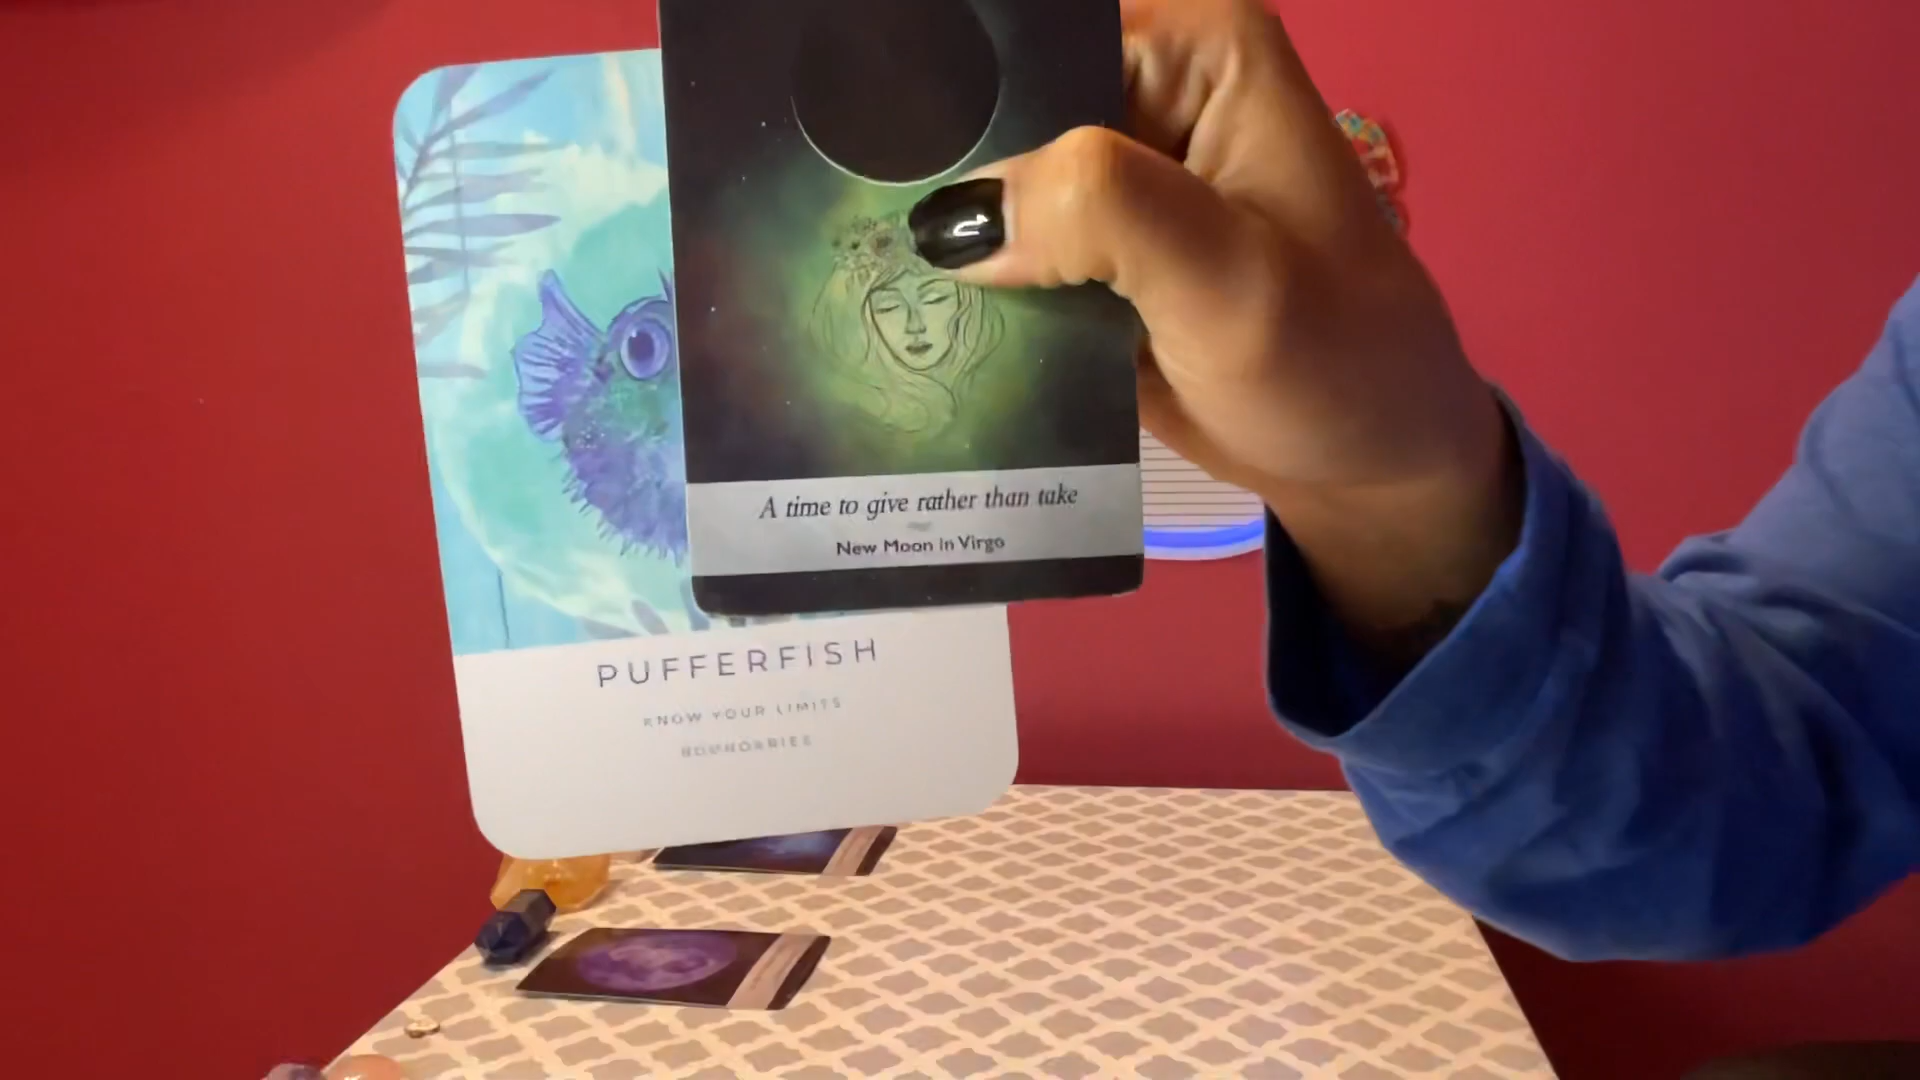 A time to give rather than take
New Moon in Virgo
PUFFERFISH
KNOW YOUR LIMITS
BOUNDARIES